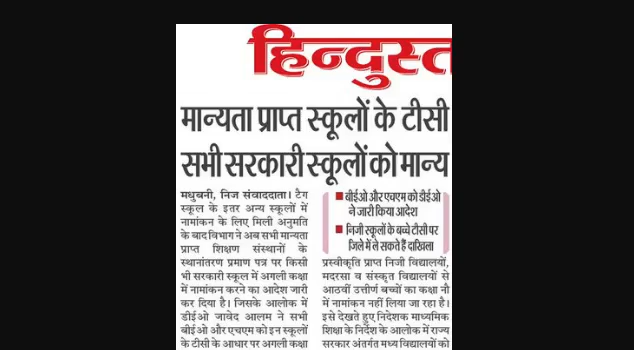 हिन्दुस्त
मान्यता प्राप्त स्कूलों के टीसी
सभी सरकारी स्कूलों को मान्य
मधुबनी, निज संवाददाता। टैग
स्कूल के इतर अन्य स्कूलों में
नामांकन के लिए मिली अनुमति
के बाद विभाग ने अब सभी मान्यता
प्राप्त शिक्षण संस्थानों के
स्थानांतरण प्रमाण पत्र पर किसी
भी सरकारी स्कूल में अगली कक्षा
में नामांकन करने का आदेश जारी
कर दिया है। जिसके आलोक में
डीईओ जावेद आलम ने सभी
बीईओ और एचएम को इन स्कूलों
के टीसी के आधार पर अगली कक्षा
बीईओ और एचएम को डीईओ
ने जारी किया आदेश
निजी स्कूलों के बच्चे टीसी पर
जिले में ले सकते हैं दाखिला
प्रस्वीकृति प्राप्त निजी विद्यालयों,
मदरसा व संस्कृत विद्यालयों से
आठवीं उत्तीर्ण बच्चों का कक्षा नौ
में नामांकन नहीं लिया जा रहा है।
इसे देखते हुए निदेशक माध्यमिक
शिक्षा के निर्देश के आलोक में राज्य
सरकार अंतर्गत मध्य विद्यालयों को